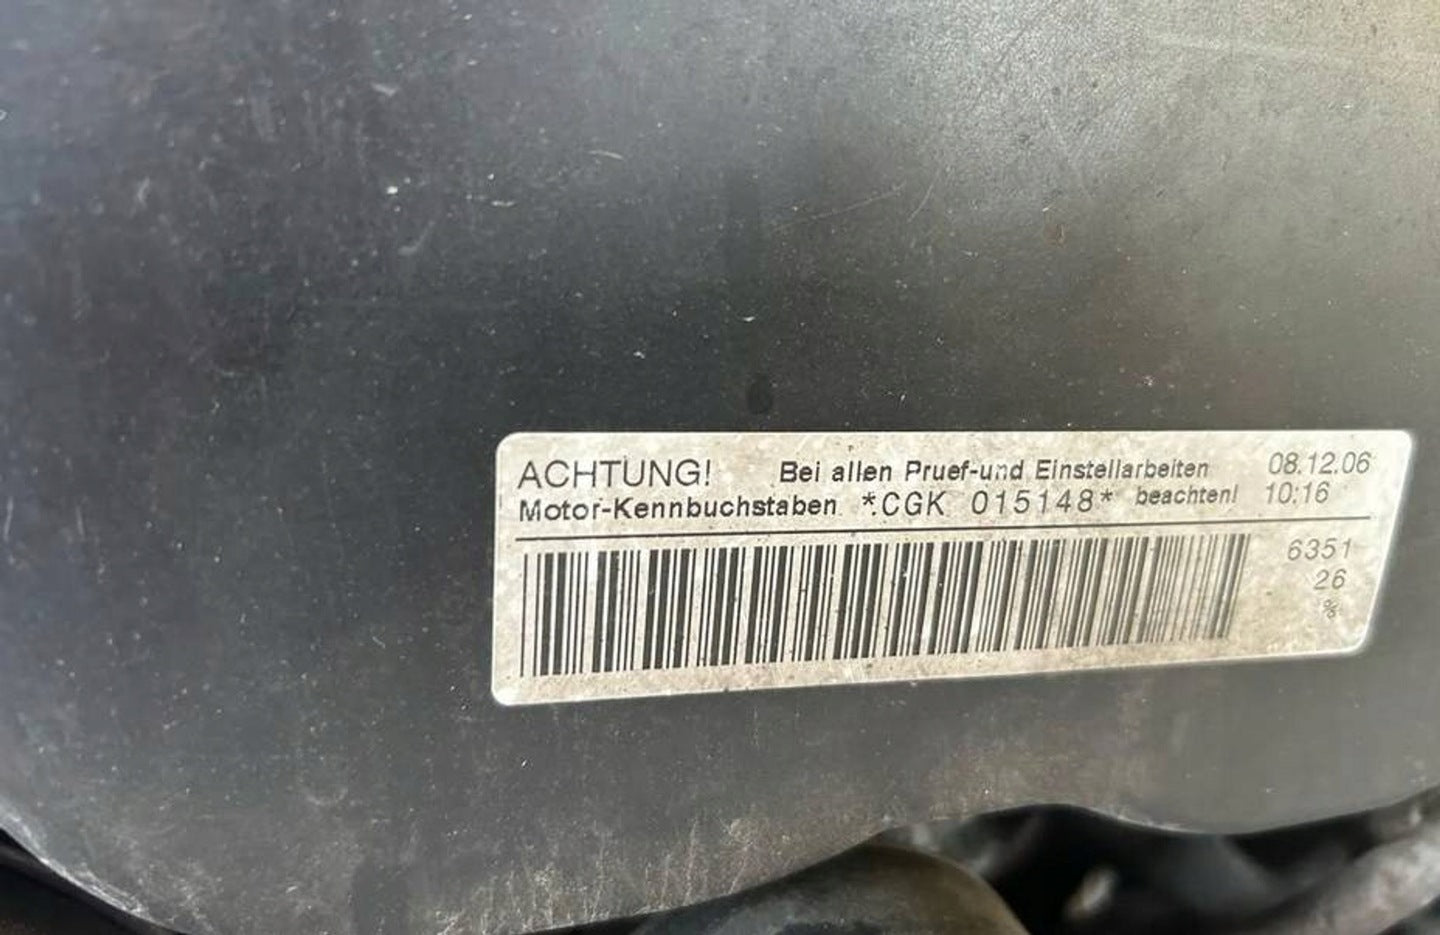 ACHTUNG! Bei allen Pruef-und Einstellarbeiten 08.12.06
Motor-Kennbuchstaben *.CGK 015148* beachten! 10:16
6351
26